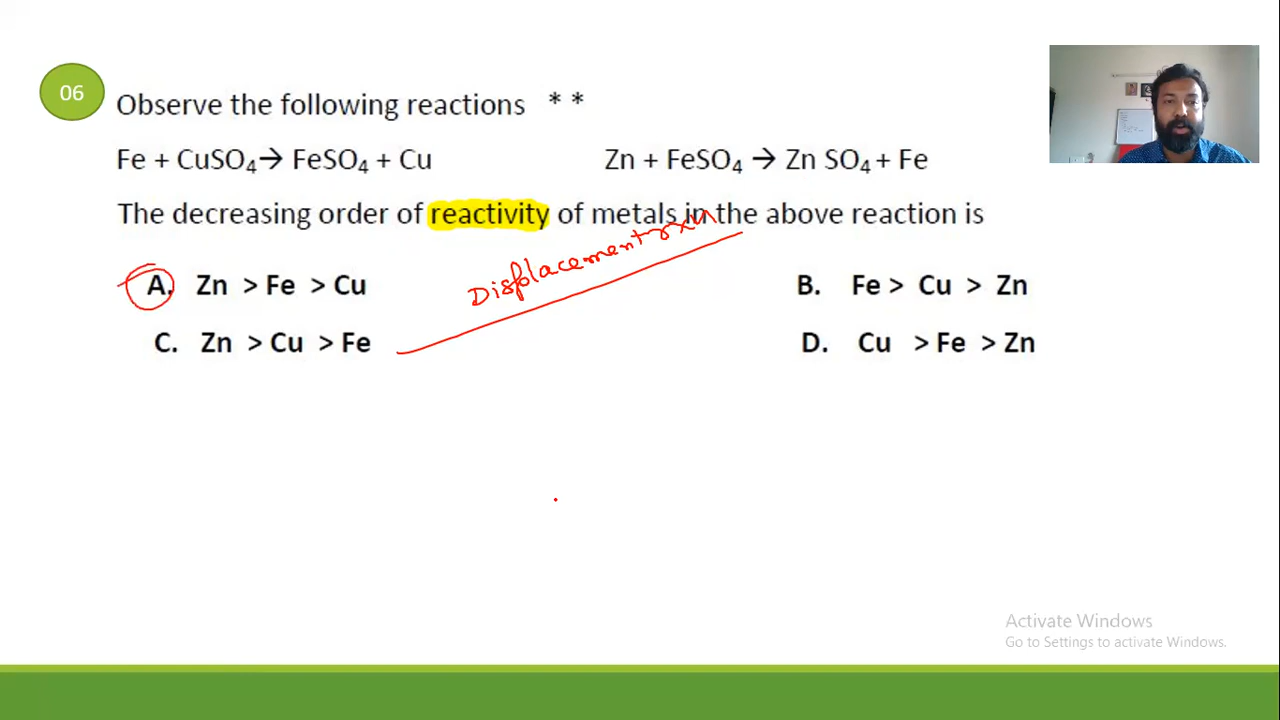 06
Observe the following reactions * *
Fe + CuSO₄→ FeSO₄ + Cu
Zn + FeSO₄ → Zn SO₄ + Fe
The decreasing order of reactivity of metals in the above reaction is
Displacement rxn
A. Zn > Fe > Cu
B. Fe > Cu > Zn
C. Zn > Cu > Fe
D. Cu > Fe > Zn
Activate Windows
Go to Settings to activate Windows.